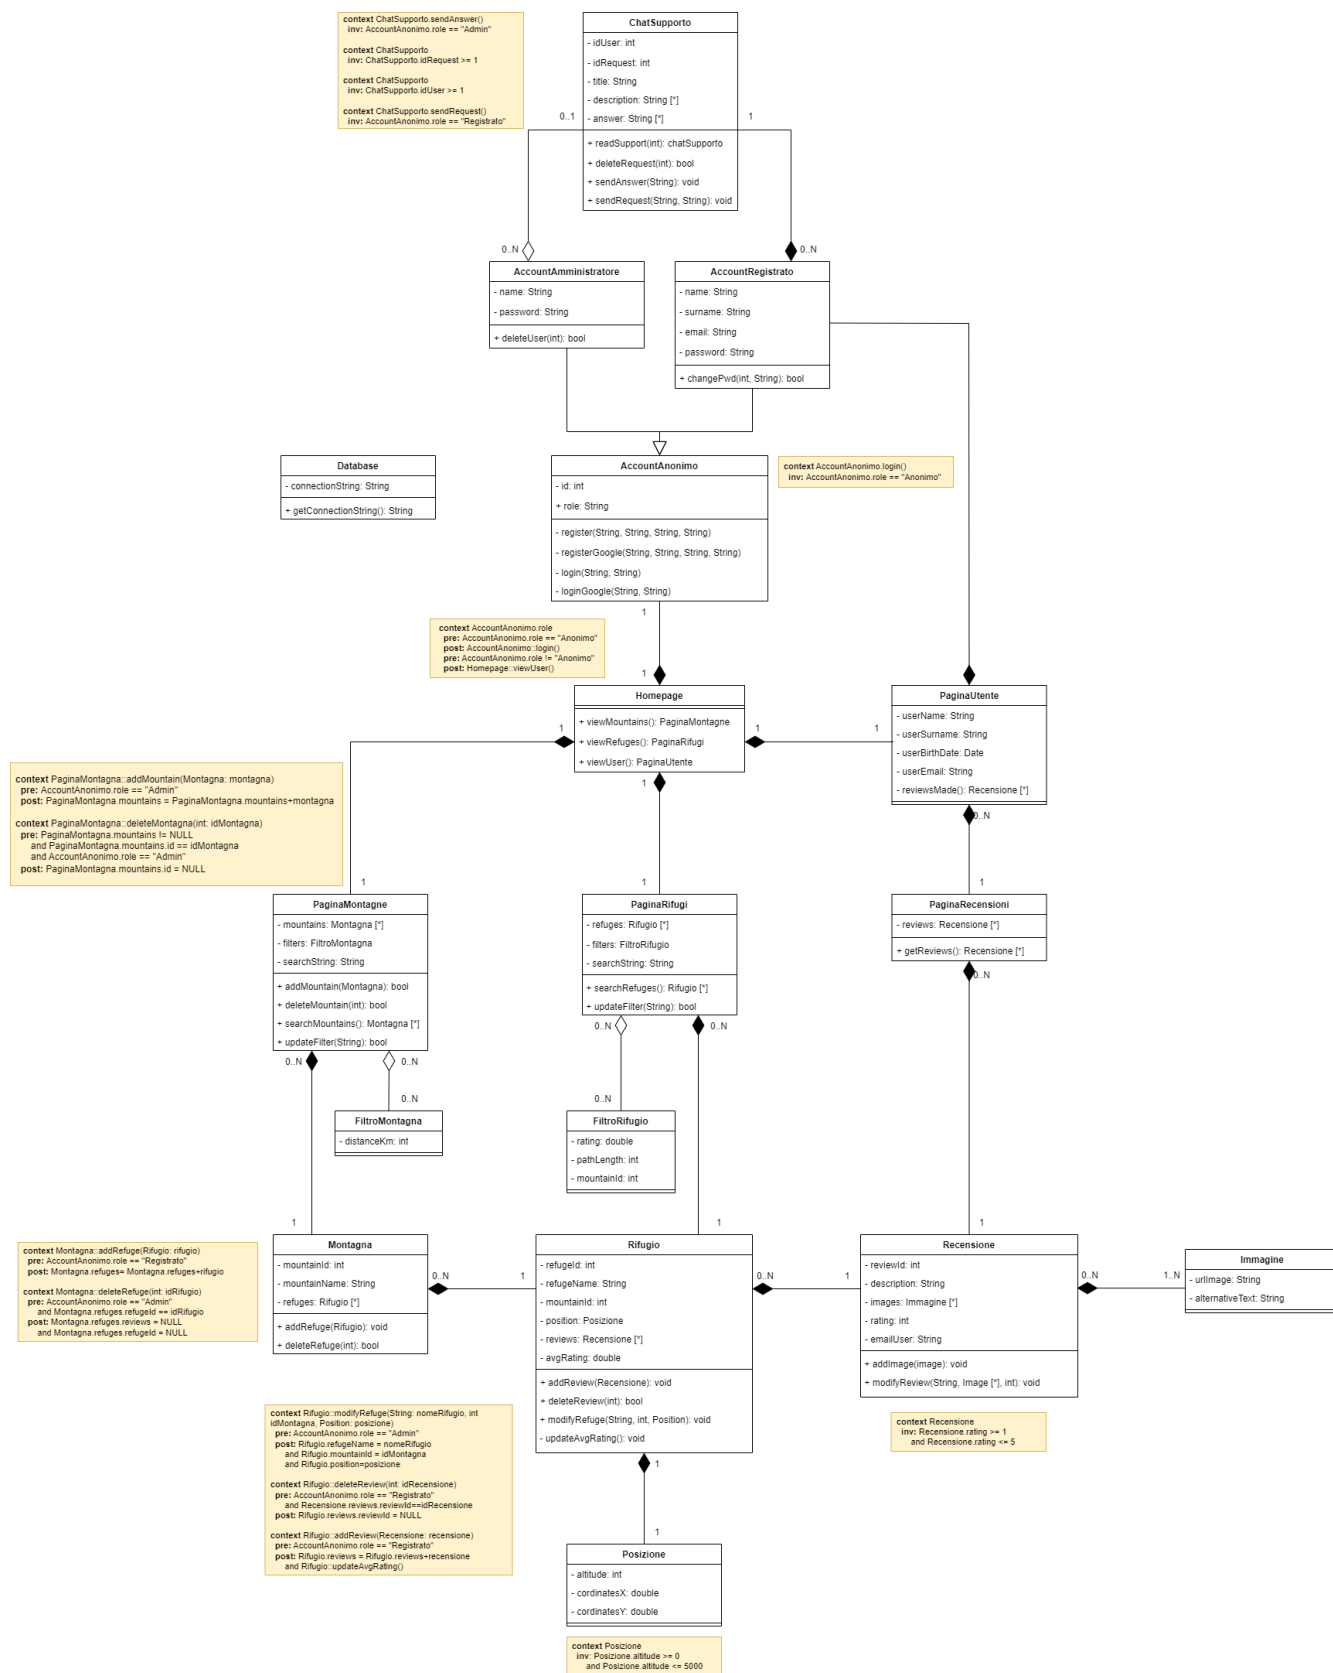 context ChatSupporto.sendAnswer()
inv: AccountAnonimo.role == "Admin"
context ChatSupporto
inv: ChatSupporto.idRequest >= 1
context ChatSupporto
inv: ChatSupporto.idUser >= 1
context ChatSupporto.sendRequest()
inv: AccountAnonimo.role == "Registrato"
ChatSupporto
- idUser: int
- idRequest: int
- title: String
- description: String [*]
- answer: String [*]
+ readSupport(int): chatSupporto
+ deleteRequest(int): bool
+ sendAnswer(String): void
+ sendRequest(String, String): void
0..1
1
0..N
0..N
AccountAmministratore
- name: String
- password: String
+ deleteUser(int): bool
AccountRegistrato
- name: String
- surname: String
- email: String
- password: String
+ changePwd(int, String): bool
Database
- connectionString: String
+ getConnectionString(): String
AccountAnonimo
- id: int
+ role: String
- register(String, String, String, String)
- registerGoogle(String, String, String, String)
- login(String, String)
- loginGoogle(String, String)
context AccountAnonimo.login()
inv: AccountAnonimo.role == "Anonimo"
1
context AccountAnonimo.role
pre: AccountAnonimo.role == "Anonimo"
post: AccountAnonimo::login()
pre: AccountAnonimo.role != "Anonimo"
post: Homepage::viewUser()
1
Homepage
+ viewMountains(): PaginaMontagne
+ viewRefuges(): PaginaRifugi
+ viewUser(): PaginaUtente
1
1
1
1
PaginaUtente
- userName: String
- userSurname: String
- userBirthDate: Date
- userEmail: String
- reviewsMade(): Recensione [*]
0..N
context PaginaMontagna::addMountain(Montagna: montagna)
pre: AccountAnonimo.role == "Admin"
post: PaginaMontagna.mountains = PaginaMontagna.mountains+montagna
context PaginaMontagna::deleteMontagna(int: idMontagna)
pre: PaginaMontagna.mountains != NULL
and PaginaMontagna.mountains.id == idMontagna
and AccountAnonimo.role == "Admin"
post: PaginaMontagna.mountains.id = NULL
1
1
1
PaginaMontagne
- mountains: Montagna [*]
- filters: FiltroMontagna
- searchString: String
+ addMountain(Montagna): bool
+ deleteMountain(int): bool
+ searchMountains(): Montagna [*]
+ updateFilter(String): bool
PaginaRifugi
- refuges: Rifugio [*]
- filters: FiltroRifugio
- searchString: String
+ searchRefuges(): Rifugio [*]
+ updateFilter(String): bool
PaginaRecensioni
- reviews: Recensione [*]
+ getReviews(): Recensione [*]
0..N
0..N
0..N
0..N
0..N
0..N
0..N
FiltroMontagna
- distanceKm: int
FiltroRifugio
- rating: double
- pathLength: int
- mountainId: int
1
1
1
context Montagna::addRefuge(Rifugio: rifugio)
pre: AccountAnonimo.role == "Registrato"
post: Montagna.refuges= Montagna.refuges+rifugio
context Montagna::deleteRefuge(int: idRifugio)
pre: AccountAnonimo.role == "Admin"
and Montagna.refuges.refugeId == idRifugio
post: Montagna.refuges.reviews = NULL
and Montagna.refuges.refugeId = NULL
Montagna
- mountainId: int
- mountainName: String
- refuges: Rifugio [*]
+ addRefuge(Rifugio): void
+ deleteRefuge(int): bool
0..N
1
Rifugio
- refugeId: int
- refugeName: String
- mountainId: int
- position: Posizione
- reviews: Recensione [*]
- avgRating: double
+ addReview(Recensione): void
+ deleteReview(int): bool
+ modifyRefuge(String, int, Position): void
- updateAvgRating(): void
0..N
1
Recensione
- reviewId: int
- description: String
- images: Immagine [*]
- rating: int
- emailUser: String
+ addImage(image): void
+ modifyReview(String, Image [*], int): void
0..N
1..N
Immagine
- urlImage: String
- alternativeText: String
context Rifugio::modifyRefuge(String: nomeRifugio, int
idMontagna, Position: posizione)
pre: AccountAnonimo.role == "Admin"
post: Rifugio.refugeName = nomeRifugio
and Rifugio.mountainId = idMontagna
and Rifugio.position=posizione
context Rifugio::deleteReview(int: idRecensione)
pre: AccountAnonimo.role == "Registrato"
and Recensione.reviews.reviewId==idRecensione
post: Rifugio.reviews.reviewId = NULL
context Rifugio::addReview(Recensione: recensione)
pre: AccountAnonimo.role == "Registrato"
post: Rifugio.reviews = Rifugio.reviews+recensione
and Rifugio::updateAvgRating()
context Recensione
inv: Recensione.rating >= 1
and Recensione.rating <= 5
1
1
Posizione
- altitude: int
- cordinatesX: double
- cordinatesY: double
context Posizione
inv: Posizione.altitude >= 0
and Posizione.altitude <= 5000